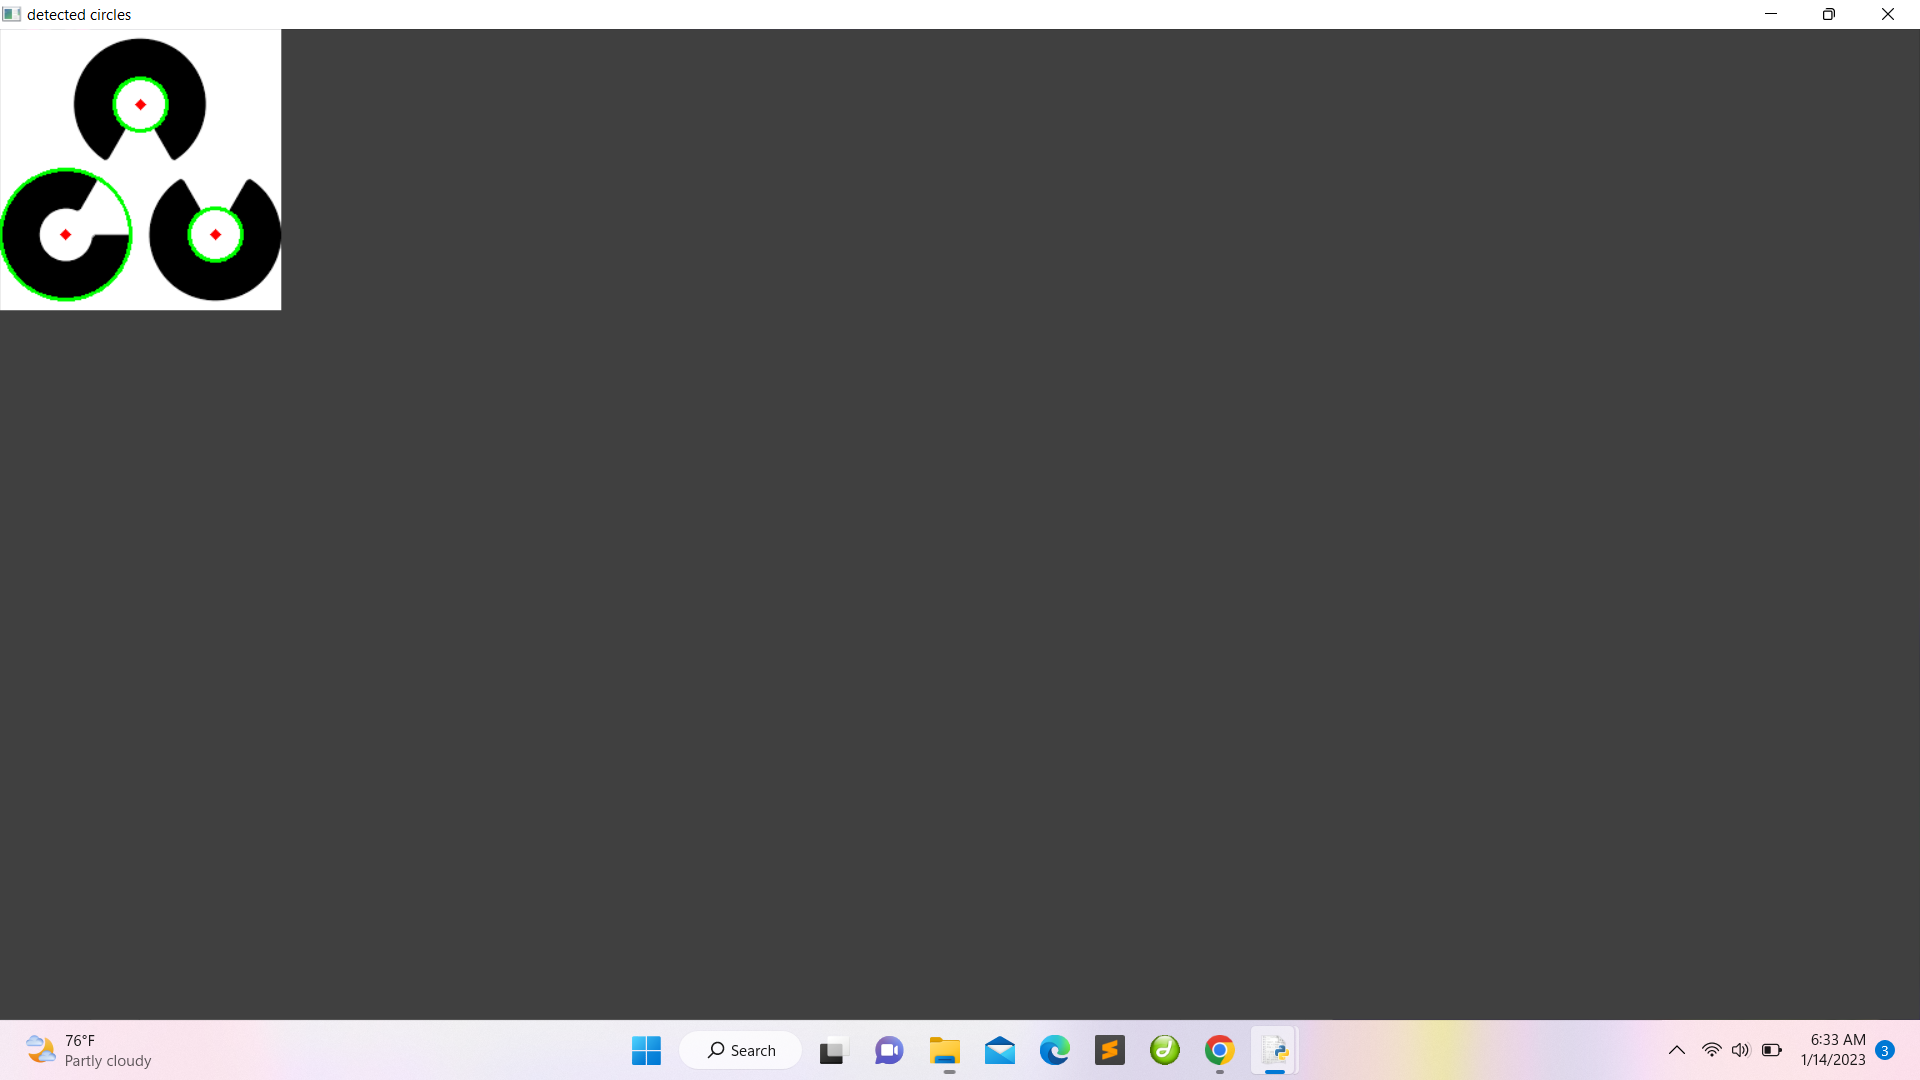 detected circles
76°F
Partly cloudy
Search
6:33 AM
1/14/2023
3